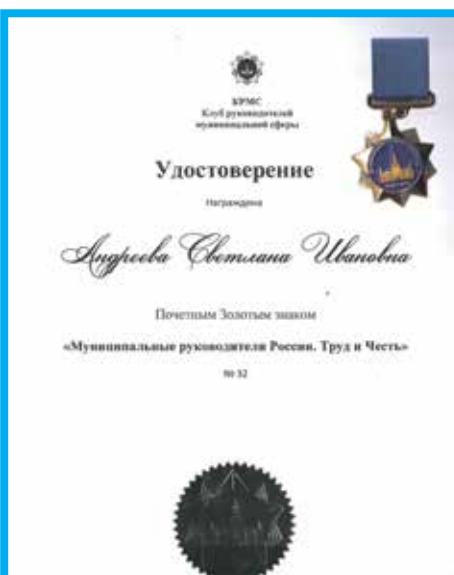 КРМС
Клуб руководителей
муниципальной сферы
Удостоверение
Награждена
Андреева Светлана Ивановна
Почетным Золотым знаком
«Муниципальные руководители России. Труд и Честь»
№ 32